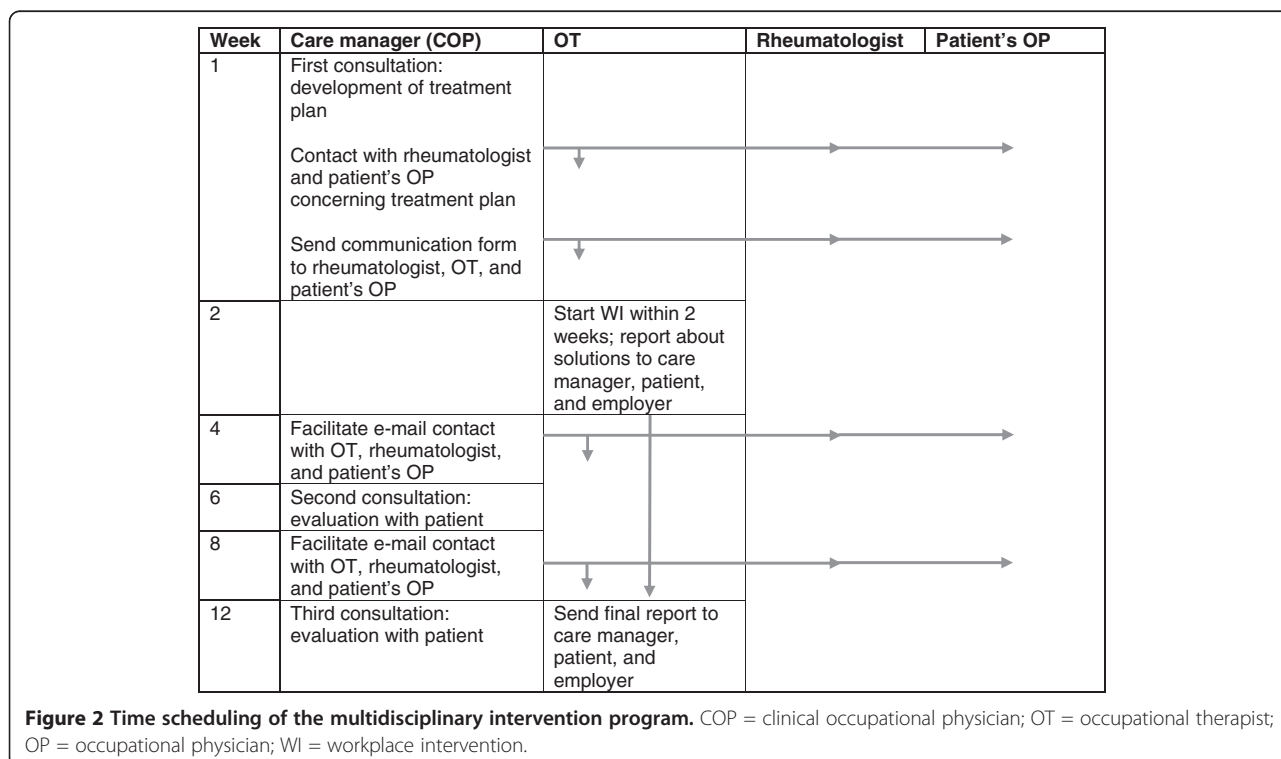 Week Care manager (COP) OT Rheumatologist Patient's OP
1 First consultation:
development of treatment
plan
Contact with rheumatologist
and patient's OP
concerning treatment plan
Send communication form
to rheumatologist, OT, and
patient's OP
2 Start WI within 2
weeks; report about
solutions to care
manager, patient,
and employer
4 Facilitate e-mail contact
with OT, rheumatologist,
and patient's OP
6 Second consultation:
evaluation with patient
8 Facilitate e-mail contact
with OT, rheumatologist,
and patient's OP
12 Third consultation:
evaluation with patient
Send final report to
care manager,
patient, and
employer
Figure 2 Time scheduling of the multidisciplinary intervention program. COP = clinical occupational physician; OT = occupational therapist;
OP = occupational physician; WI = workplace intervention.